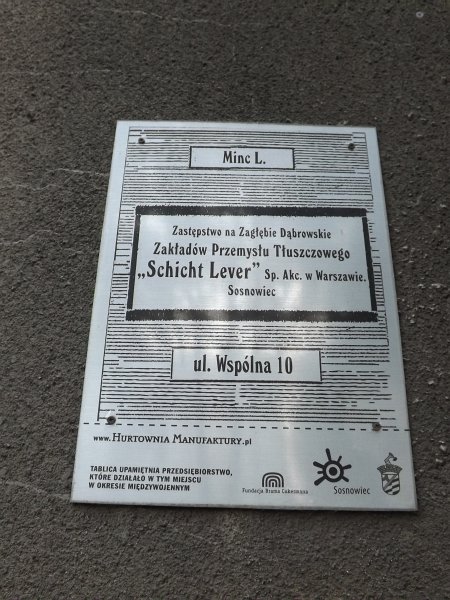 Minc L.
Zastępstwo na Zagłębie Dąbrowskie
Zakładów Przemysłu Tłuszczowego
„Schicht Lever” Sp. Akc. w Warszawie.
Sosnowiec
ul. Wspólna 10
www. HURTOWNIA MANUFAKTURY.pl
TABLICA UPAMIĘTNIA PRZEDSIĘBIORSTWO,
KTÓRE DZIAŁAŁO W TYM MIEJSCU
W OKRESIE MIĘDZYWOJENNYM
Fundacja Brama Cukermana
Sosnowiec